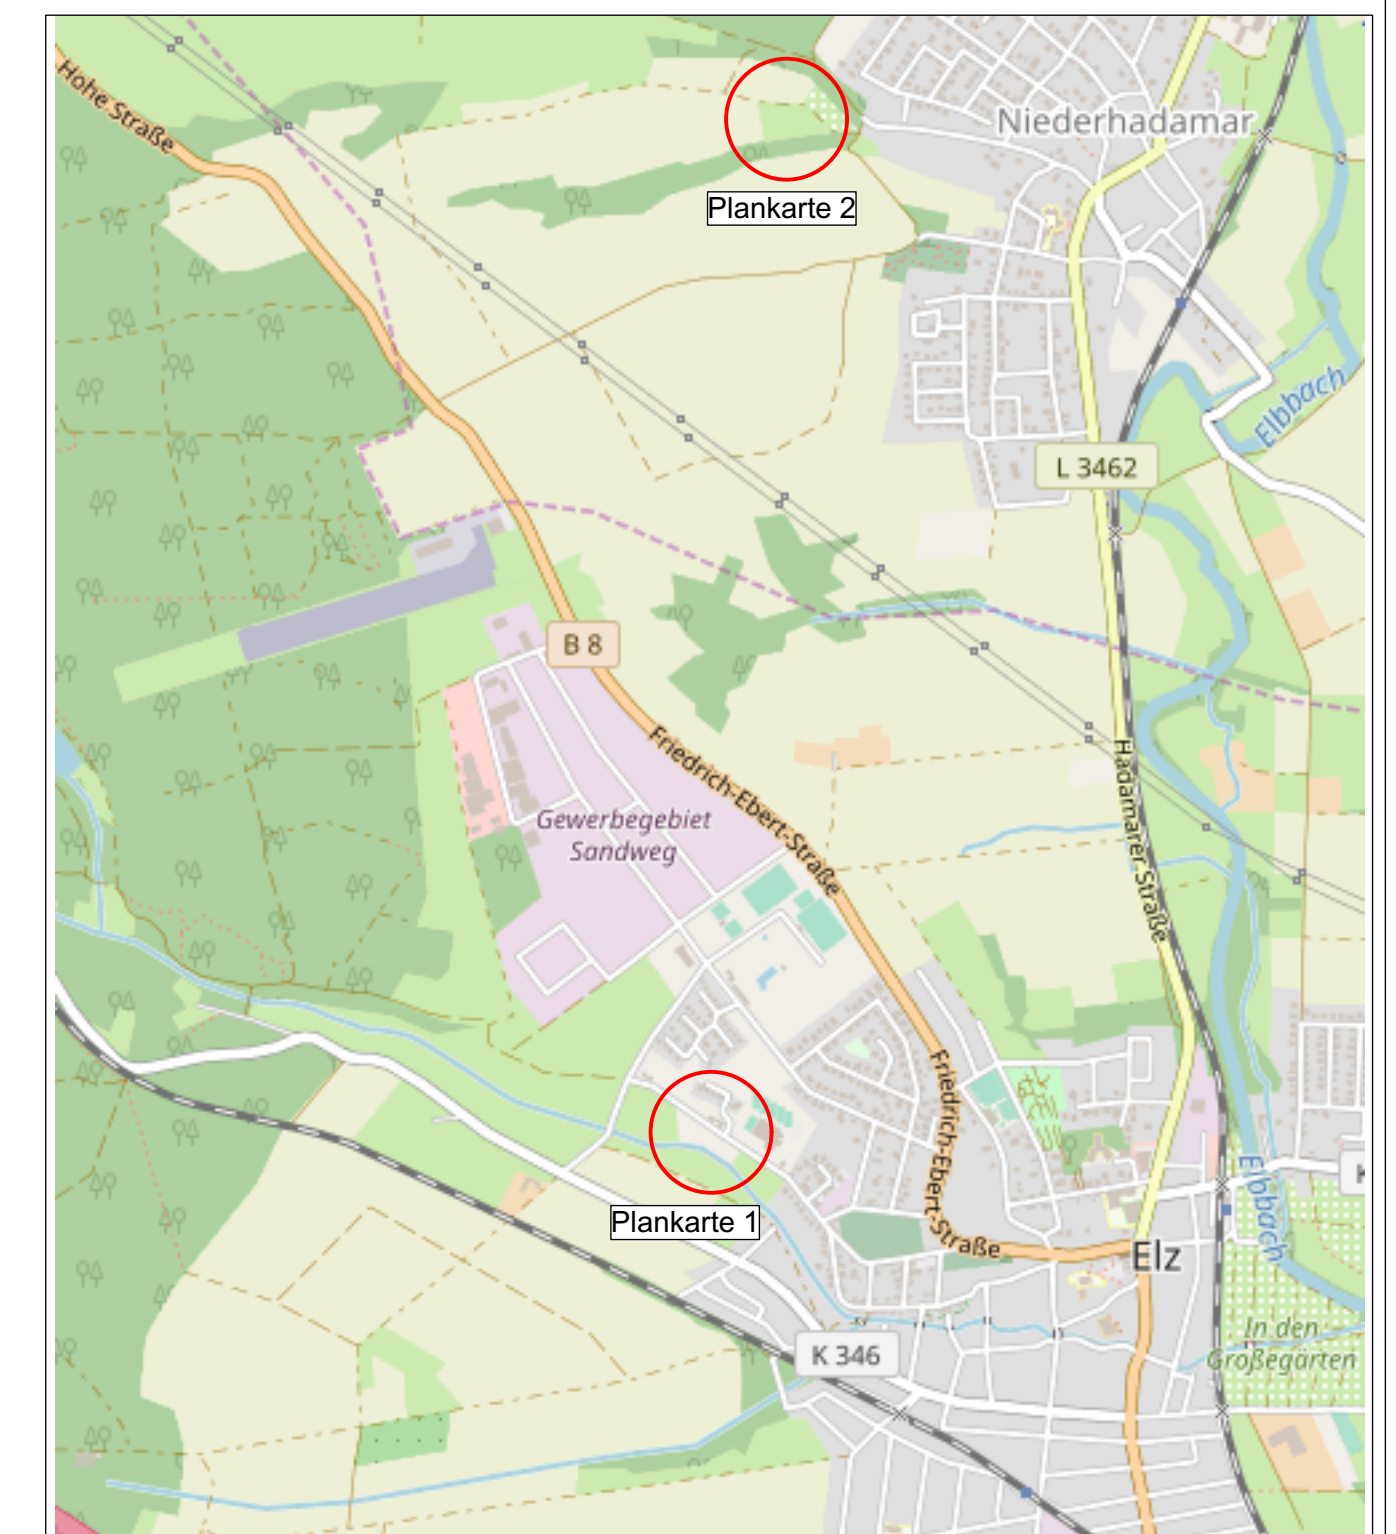 Hohe Straße
Niederhadamar
Plankarte 2
Elbbach
L 3462
B 8
Friedrich-Ebert-Straße
Hadamarer Straße
Gewerbegebiet
Sandweg
Friedrich-Ebert-Straße
Elbbach
K
Plankarte 1
Elz
In den
Großegärten
K 346